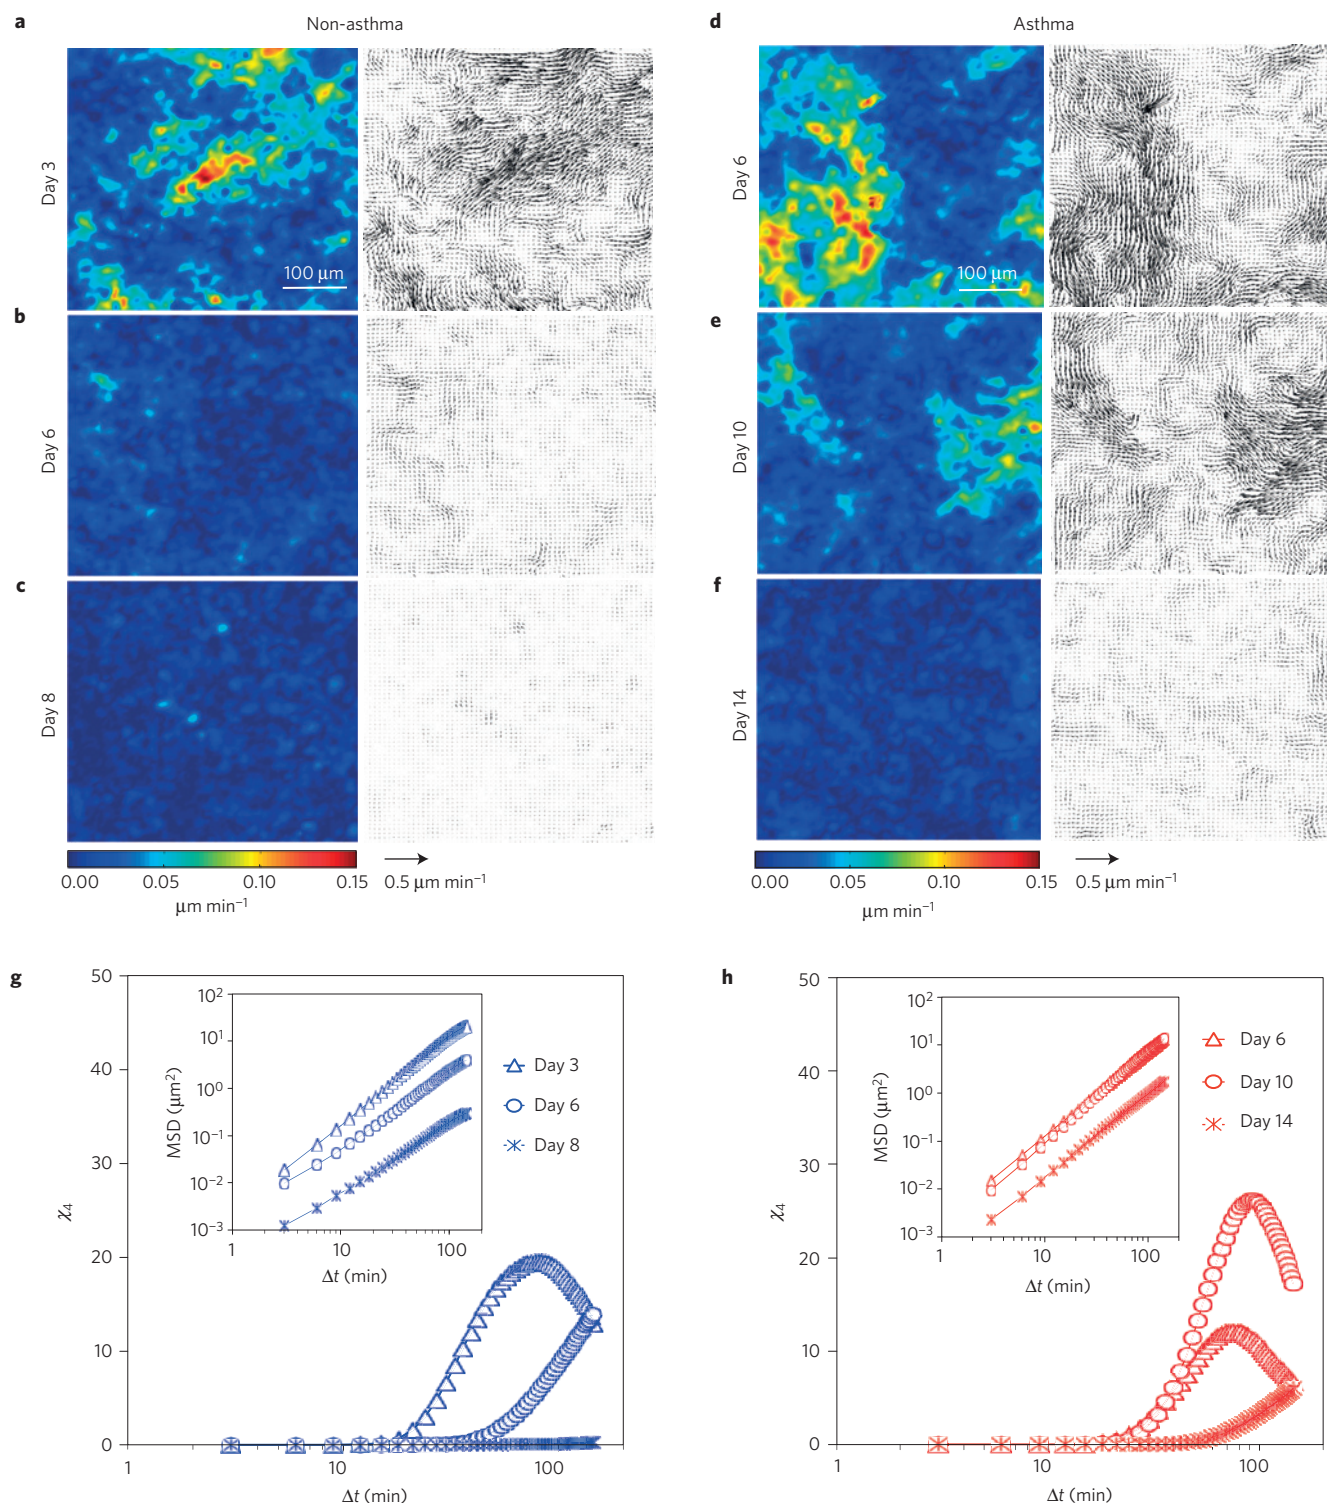 a
Non-asthma
Day 3
100 μm
b
Day 6
c
Day 8
0.00 0.05 0.10 0.15
μm min⁻¹
0.5 μm min⁻¹
d
Asthma
Day 6
100 μm
e
Day 10
f
Day 14
0.00 0.05 0.10 0.15
μm min⁻¹
0.5 μm min⁻¹
g
50
40
30
20
10
0
χ₄
1 10 100
Δt (min)
10²
10¹
10⁰
10⁻¹
10⁻²
10⁻³
MSD (μm²)
1 10 100
Δt (min)
Day 3
Day 6
Day 8
h
50
40
30
20
10
0
χ₄
1 10 100
Δt (min)
10²
10¹
10⁰
10⁻¹
10⁻²
10⁻³
MSD (μm²)
1 10 100
Δt (min)
Day 6
Day 10
Day 14